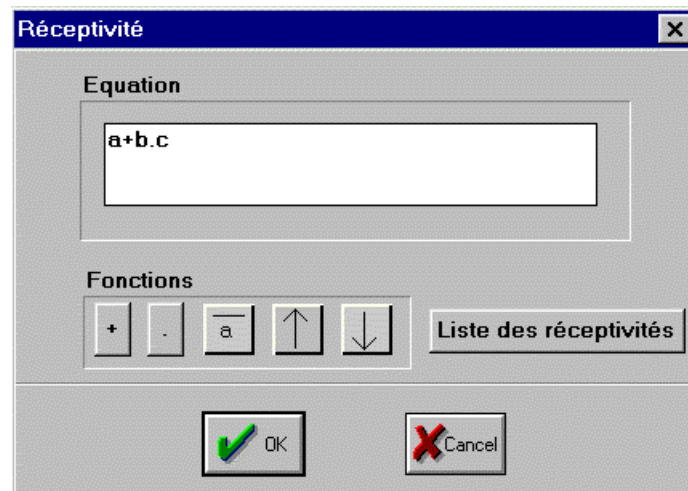 Réceptivité
Equation
a+b.c
Fonctions
+ . a ↑ ↓ Liste des réceptivités
OK Cancel